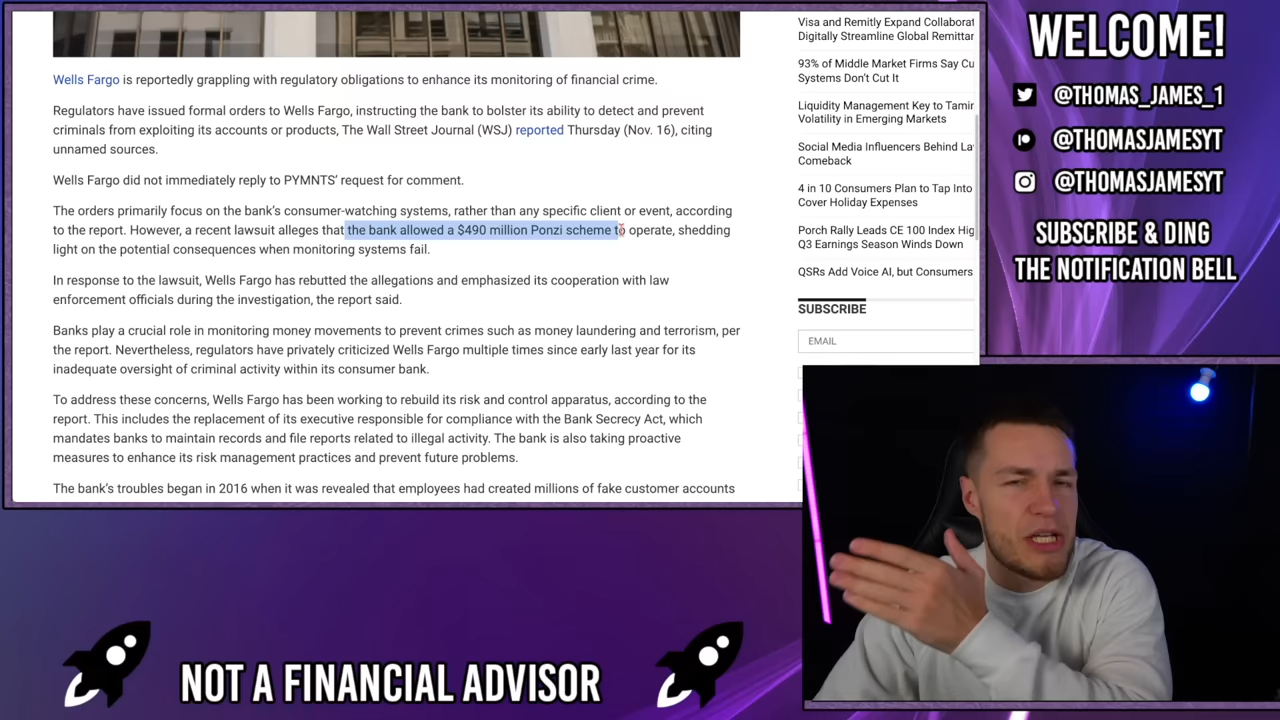 Wells Fargo is reportedly grappling with regulatory obligations to enhance its monitoring of financial crime.
Regulators have issued formal orders to Wells Fargo, instructing the bank to bolster its ability to detect and prevent
criminals from exploiting its accounts or products, The Wall Street Journal (WSJ) reported Thursday (Nov. 16), citing
unnamed sources.
Wells Fargo did not immediately reply to PYMNTS' request for comment.
The orders primarily focus on the bank's consumer-watching systems, rather than any specific client or event, according
to the report. However, a recent lawsuit alleges that the bank allowed a $490 million Ponzi scheme to operate, shedding
light on the potential consequences when monitoring systems fail.
In response to the lawsuit, Wells Fargo has rebutted the allegations and emphasized its cooperation with law
enforcement officials during the investigation, the report said.
Banks play a crucial role in monitoring money movements to prevent crimes such as money laundering and terrorism, per
the report. Nevertheless, regulators have privately criticized Wells Fargo multiple times since early last year for its
inadequate oversight of criminal activity within its consumer bank.
To address these concerns, Wells Fargo has been working to rebuild its risk and control apparatus, according to the
report. This includes the replacement of its executive responsible for compliance with the Bank Secrecy Act, which
mandates banks to maintain records and file reports related to illegal activity. The bank is also taking proactive
measures to enhance its risk management practices and prevent future problems.
The bank's troubles began in 2016 when it was revealed that employees had created millions of fake customer accounts
Visa and Remitly Expand Collaborat
Digitally Streamline Global Remittan
93% of Middle Market Firms Say Cu
Systems Don't Cut It
Liquidity Management Key to Tamin
Volatility in Emerging Markets
Social Media Influencers Behind La
Comeback
4 in 10 Consumers Plan to Tap Into
Cover Holiday Expenses
Porch Rally Leads CE 100 Index Hig
Q3 Earnings Season Winds Down
QSRs Add Voice AI, but Consumers
SUBSCRIBE
EMAIL
WELCOME!
@THOMAS_JAMES_1
@THOMASJAMESYT
@THOMASJAMESYT
SUBSCRIBE & DING
THE NOTIFICATION BELL
NOT A FINANCIAL ADVISOR